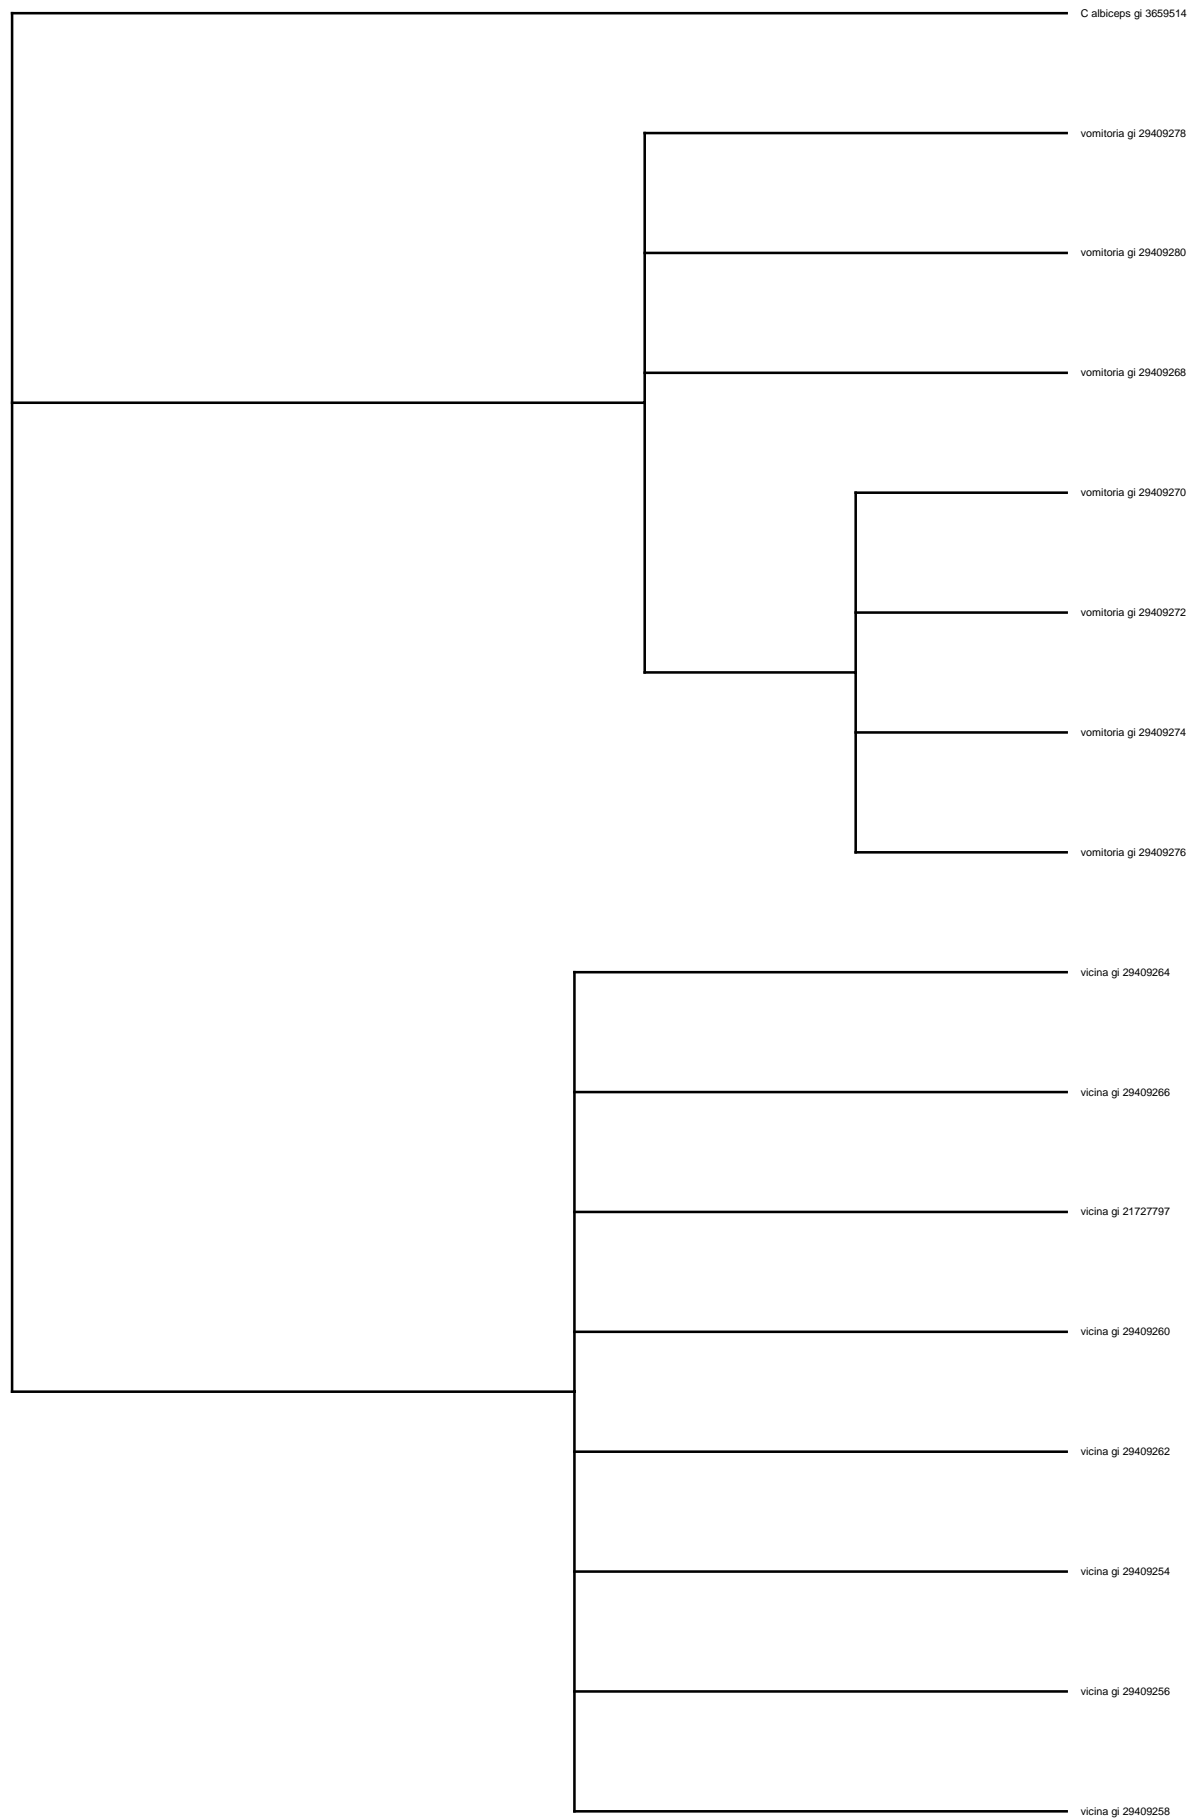 C albiceps gi 3659514
vomitoria gi 29409278
vomitoria gi 29409280
vomitoria gi 29409268
vomitoria gi 29409270
vomitoria gi 29409272
vomitoria gi 29409274
vomitoria gi 29409276
vicina gi 29409264
vicina gi 29409266
vicina gi 21727797
vicina gi 29409260
vicina gi 29409262
vicina gi 29409254
vicina gi 29409256
vicina gi 29409258